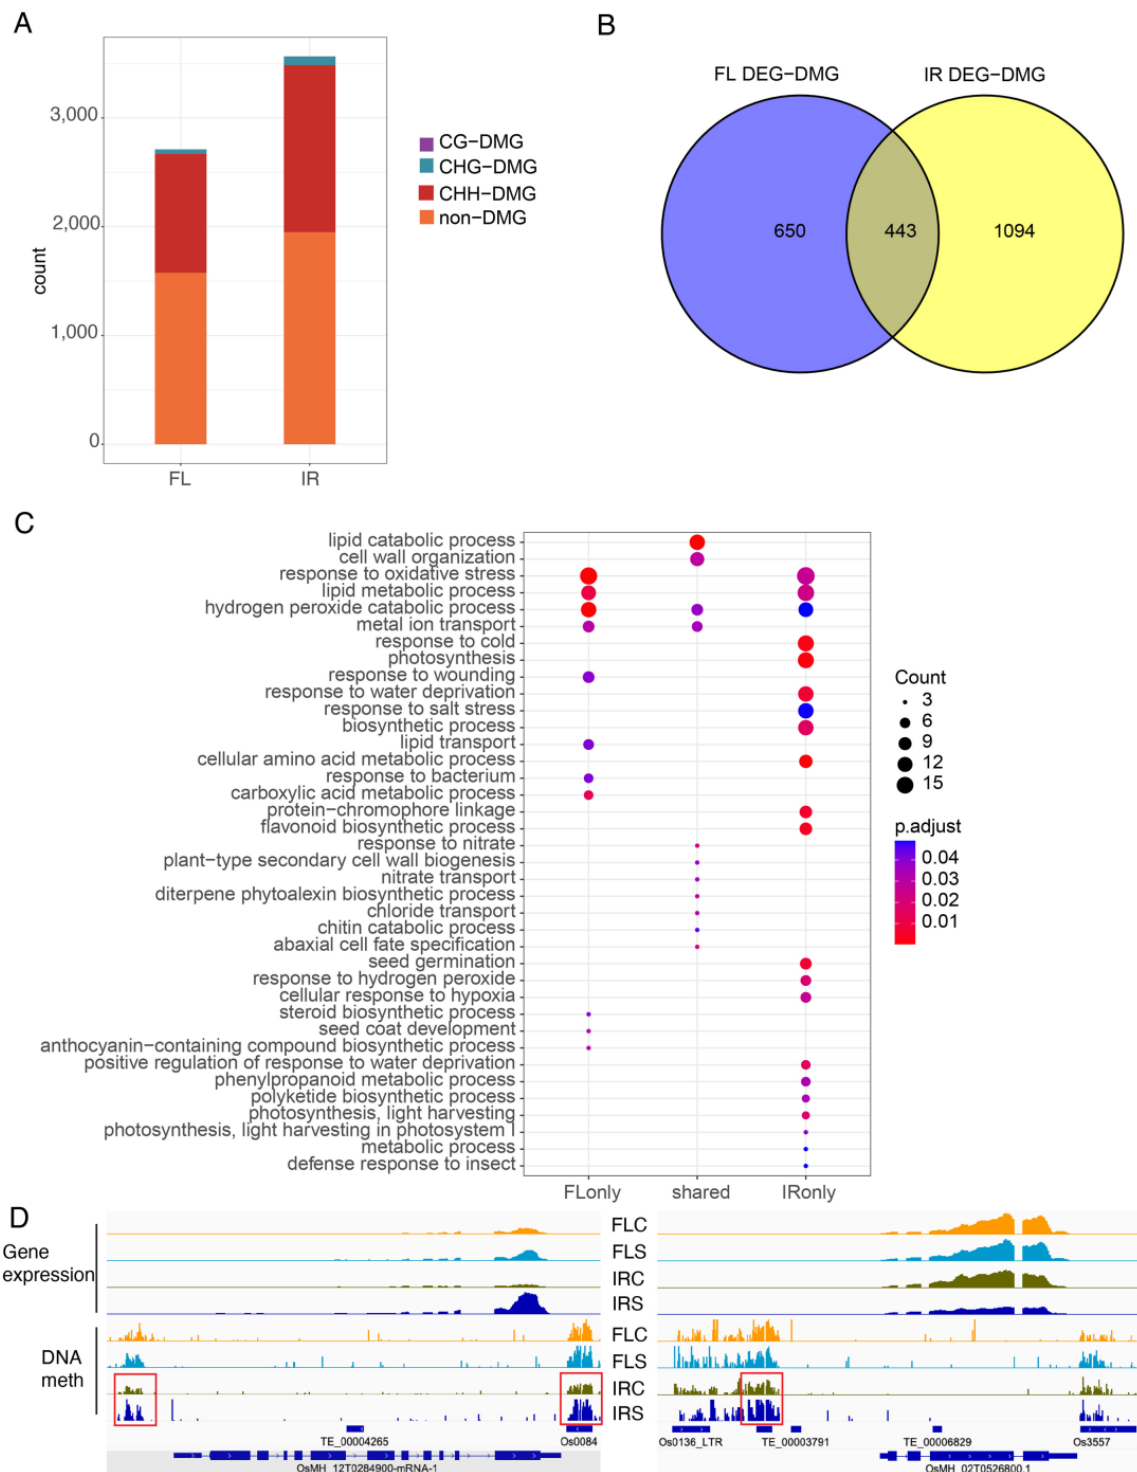 A
3,000
2,000
1,000
0
count
FL
IR
CG-DMG
CHG-DMG
CHH-DMG
non-DMG
B
FL DEG-DMG
IR DEG-DMG
650
443
1094
C
lipid catabolic process
cell wall organization
response to oxidative stress
lipid metabolic process
hydrogen peroxide catabolic process
metal ion transport
response to cold
photosynthesis
response to wounding
response to water deprivation
response to salt stress
biosynthetic process
lipid transport
cellular amino acid metabolic process
response to bacterium
carboxylic acid metabolic process
protein-chromophore linkage
flavonoid biosynthetic process
response to nitrate
plant-type secondary cell wall biogenesis
nitrate transport
diterpene phytoalexin biosynthetic process
chloride transport
chitin catabolic process
abaxial cell fate specification
seed germination
response to hydrogen peroxide
cellular response to hypoxia
steroid biosynthetic process
seed coat development
anthocyanin-containing compound biosynthetic process
positive regulation of response to water deprivation
phenylpropanoid metabolic process
polyketide biosynthetic process
photosynthesis, light harvesting
photosynthesis, light harvesting in photosystem I
metabolic process
defense response to insect
FLonly
shared
IRonly
Count
3
6
9
12
15
p.adjust
0.04
0.03
0.02
0.01
D
Gene
expression
DNA
meth
FLC
FLS
IRC
IRS
FLC
FLS
IRC
IRS
TE_00004265
Os0084
OsMH_12T0284900-mRNA-1
Os0136_LTR
TE_00003791
TE_00006829
Os3557
OsMH_02T0526800.1